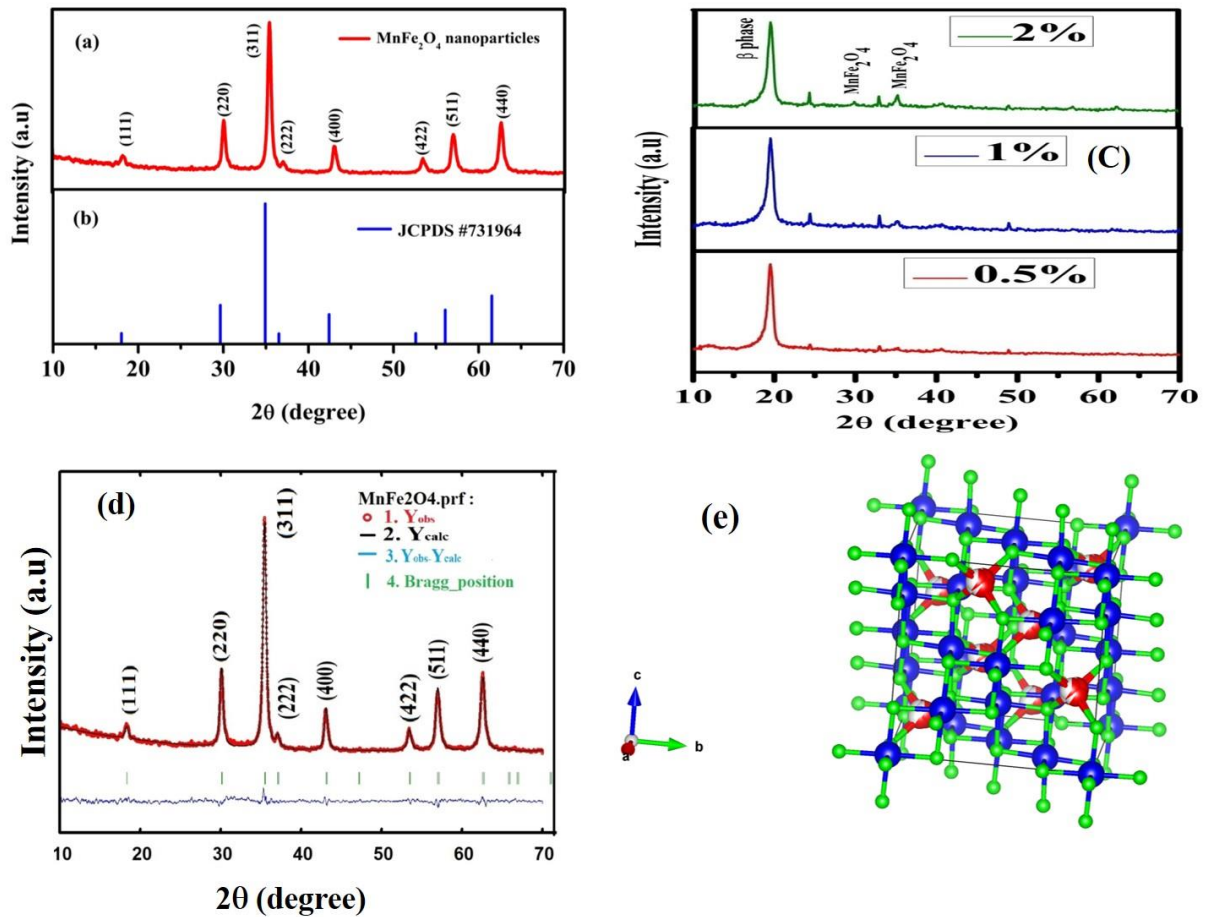 (a)
MnFe₂O₄ nanoparticles
(111)
(220)
(311)
(222)
(400)
(422)
(511)
(440)
Intensity (a.u)
(b)
JCPDS #731964
10 20 30 40 50 60 70
2θ (degree)
2%
β phase
MnFe₂O₄
MnFe₂O₄
1%
(C)
0.5%
Intensity (a.u)
10 20 30 40 50 60 70
2θ (degree)
(d)
MnFe2O4.prf :
1. Yobs
2. Ycalc
3. Yobs-Ycalc
4. Bragg_position
(111)
(220)
(311)
(222)
(400)
(422)
(511)
(440)
Intensity (a.u)
10 20 30 40 50 60 70
2θ (degree)
(e)
c
b
a